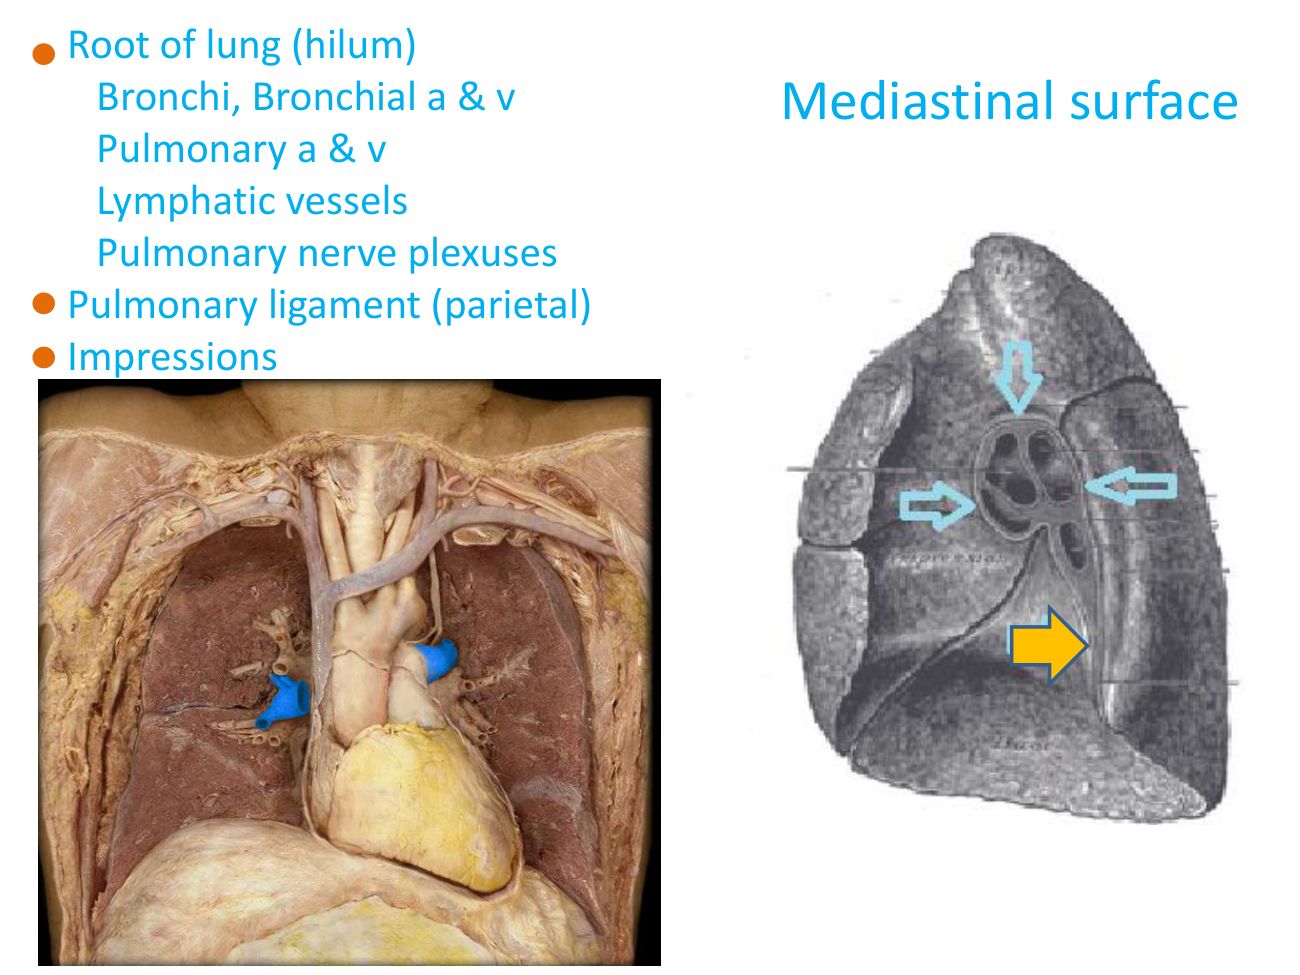 Root of lung (hilum)
Bronchi, Bronchial a & v
Pulmonary a & v
Lymphatic vessels
Pulmonary nerve plexuses
Pulmonary ligament (parietal)
Impressions
Mediastinal surface